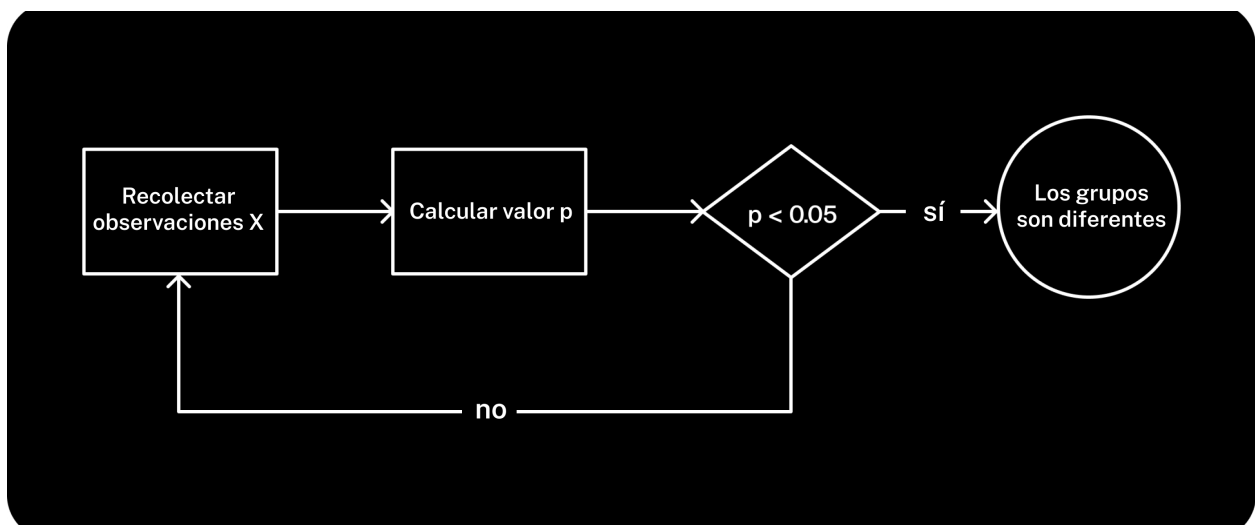 Recolectar
observaciones X
Calcular valor p
p < 0.05
sí
Los grupos
son diferentes
no